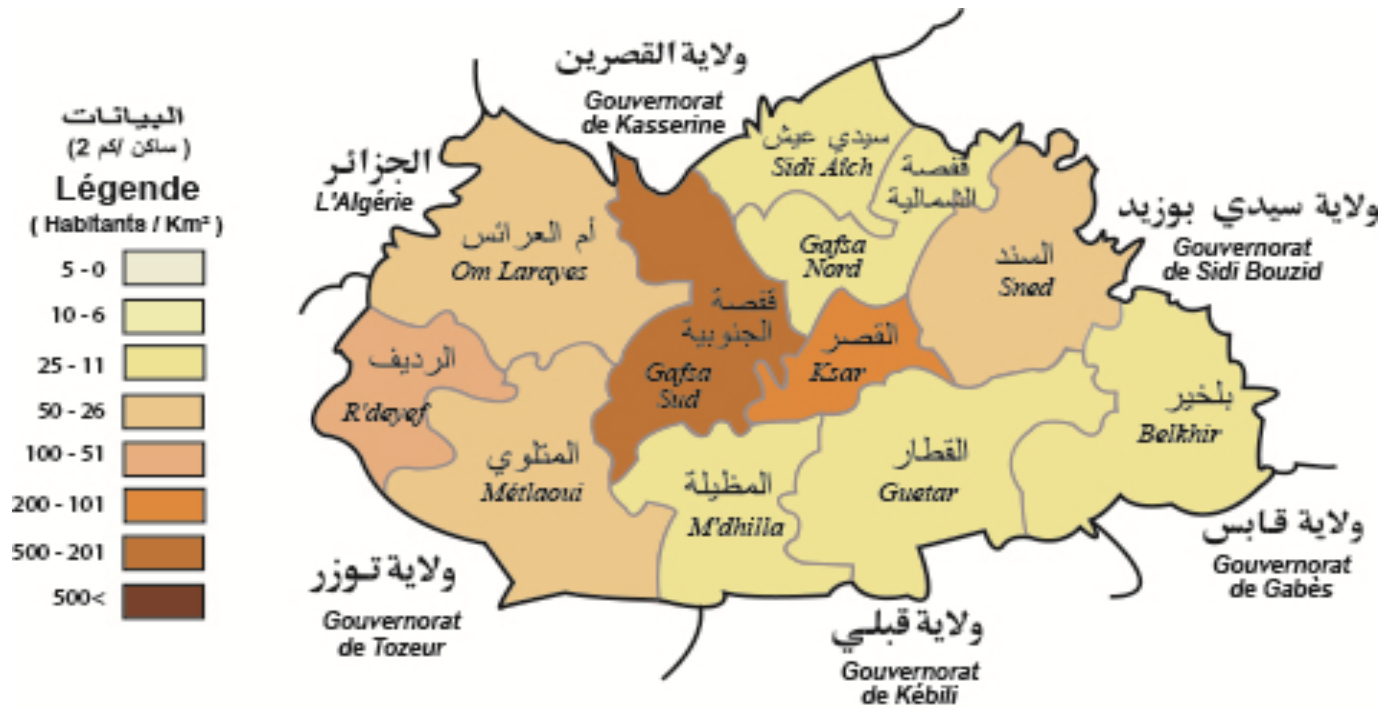 البيانات
( ساكن /كم 2 )
Légende
( Habitants / Km² )
5 - 0
10 - 6
25 - 11
50 - 26
100 - 51
200 - 101
500 - 201
500<
ولاية القصرين
Gouvernorat
de Kasserine
الجزائر
L'Algérie
سيدي عيش
Sidi Aïch
قفصة
الشمالية
Gafsa
Nord
ولاية سيدي بوزيد
Gouvernorat
de Sidi Bouzid
أم العرائس
Om Larayes
السند
Sned
قفصة
الجنوبية
Gafsa
Sud
القصر
Ksar
الرديف
R'deyef
بلخير
Belkhir
المتلوي
Métlaoui
المظيلة
M'dhilla
القطار
Guetar
ولاية قابس
Gouvernorat
de Gabès
ولاية توزر
Gouvernorat
de Tozeur
ولاية قبلي
Gouvernorat
de Kébili